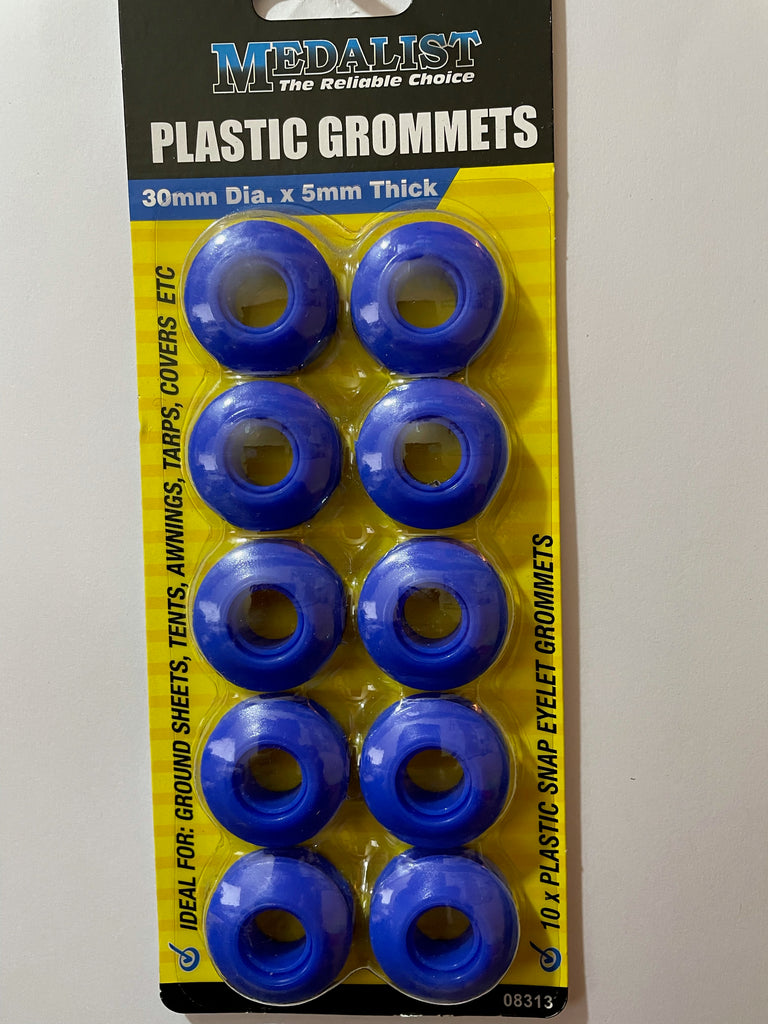 MEDALIST
The Reliable Choice
PLASTIC GROMMETS
30mm Dia. x 5mm Thick
IDEAL FOR: GROUND SHEETS, TENTS, AWNINGS, TARPS, COVERS ETC
10 x PLASTIC SNAP EYELET GROMMETS
08313